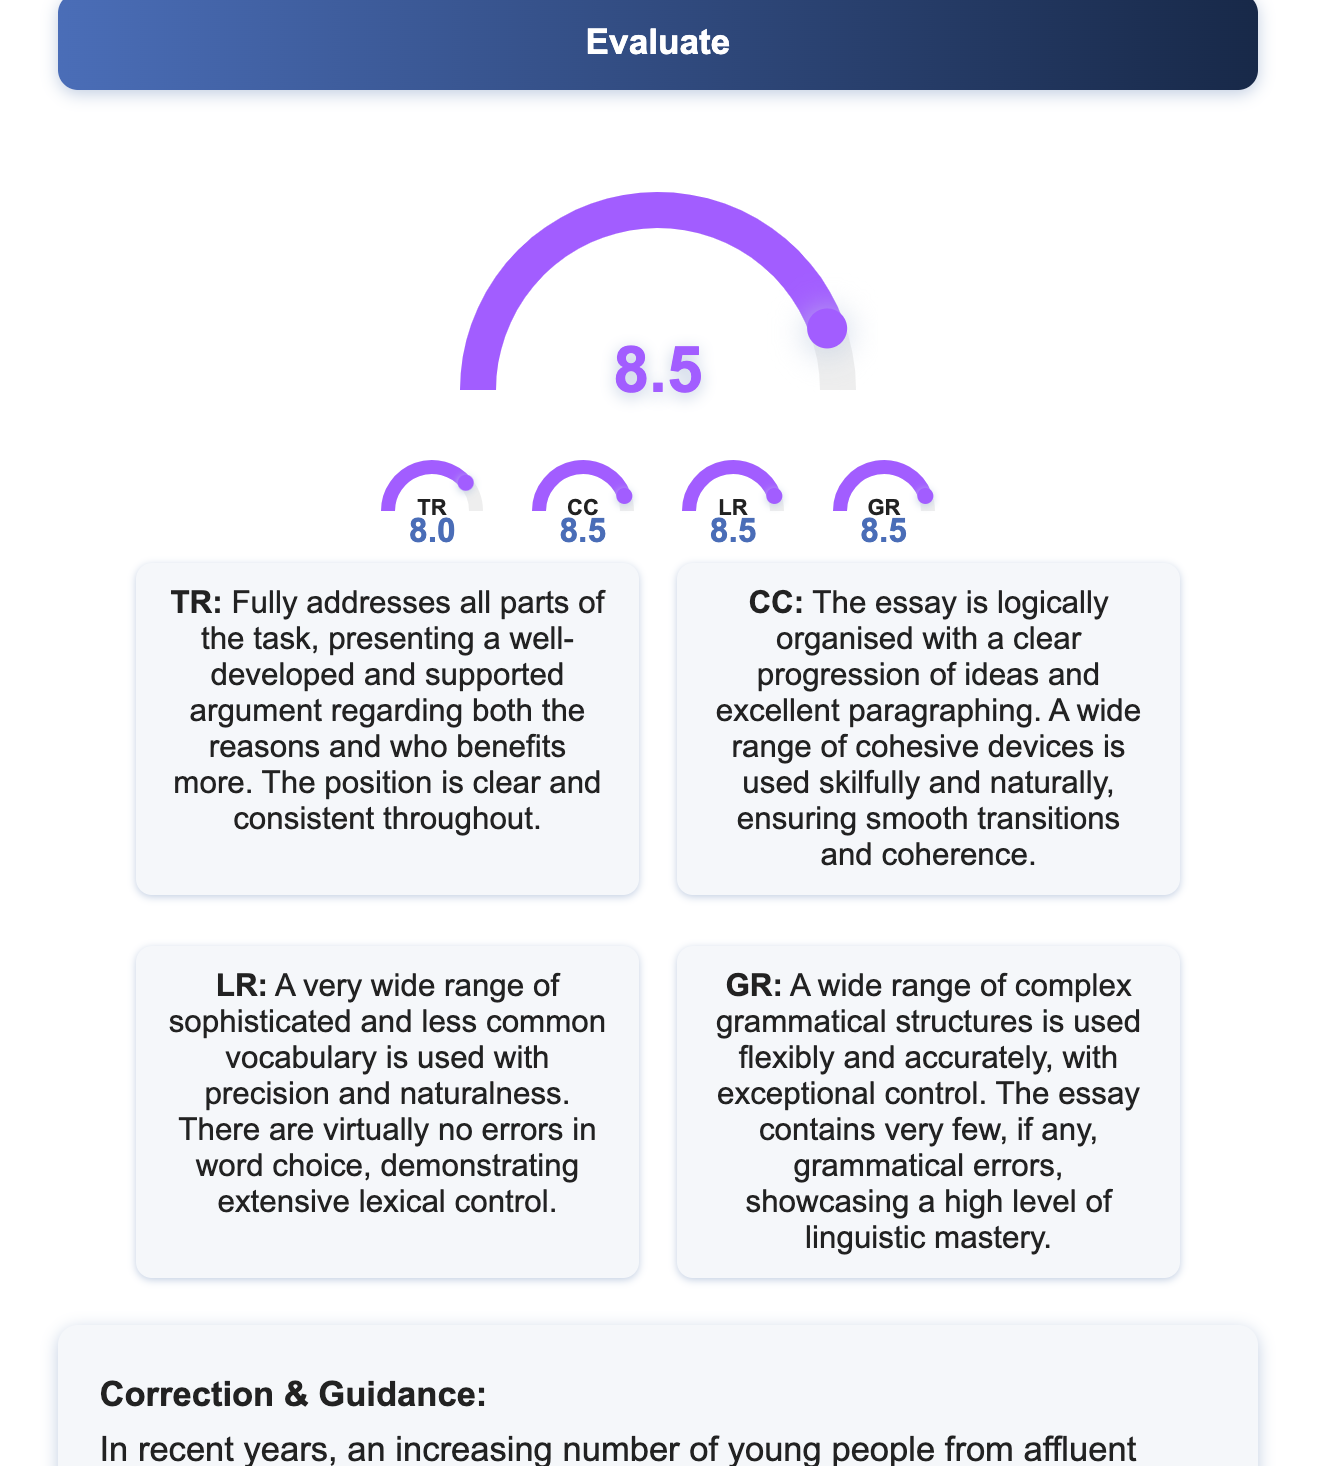 Evaluate
8.5
TR
8.0
CC
8.5
LR
8.5
GR
8.5
TR: Fully addresses all parts of
the task, presenting a well-
developed and supported
argument regarding both the
reasons and who benefits
more. The position is clear and
consistent throughout.
CC: The essay is logically
organised with a clear
progression of ideas and
excellent paragraphing. A wide
range of cohesive devices is
used skilfully and naturally,
ensuring smooth transitions
and coherence.
LR: A very wide range of
sophisticated and less common
vocabulary is used with
precision and naturalness.
There are virtually no errors in
word choice, demonstrating
extensive lexical control.
GR: A wide range of complex
grammatical structures is used
flexibly and accurately, with
exceptional control. The essay
contains very few, if any,
grammatical errors,
showcasing a high level of
linguistic mastery.
Correction & Guidance:
In recent years, an increasing number of young people from affluent